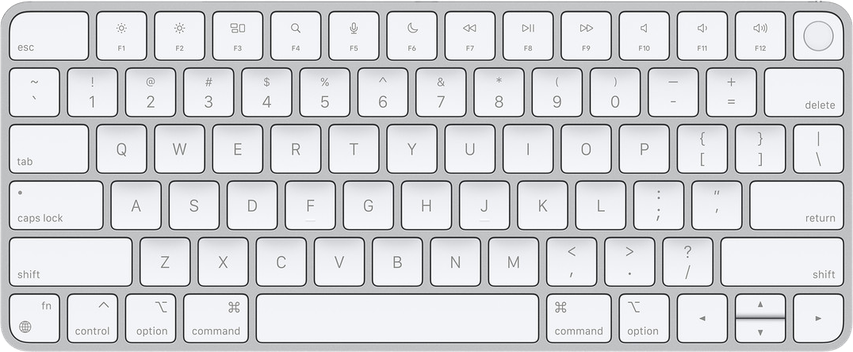 esc F1 F2 F3 F4 F5 F6 F7 F8 F9 F10 F11 F12
~ ! @ # $ % ^ & * ( ) — +
` 1 2 3 4 5 6 7 8 9 0 - = delete
tab Q W E R T Y U I O P { [ } ] | \
caps lock A S D F G H J K L : ; " ' return
shift Z X C V B N M < , > . ? / shift
fn ^ ⌥ ⌘ ⌘ ⌥
control option command command option ◀ ▲ ▼ ▶